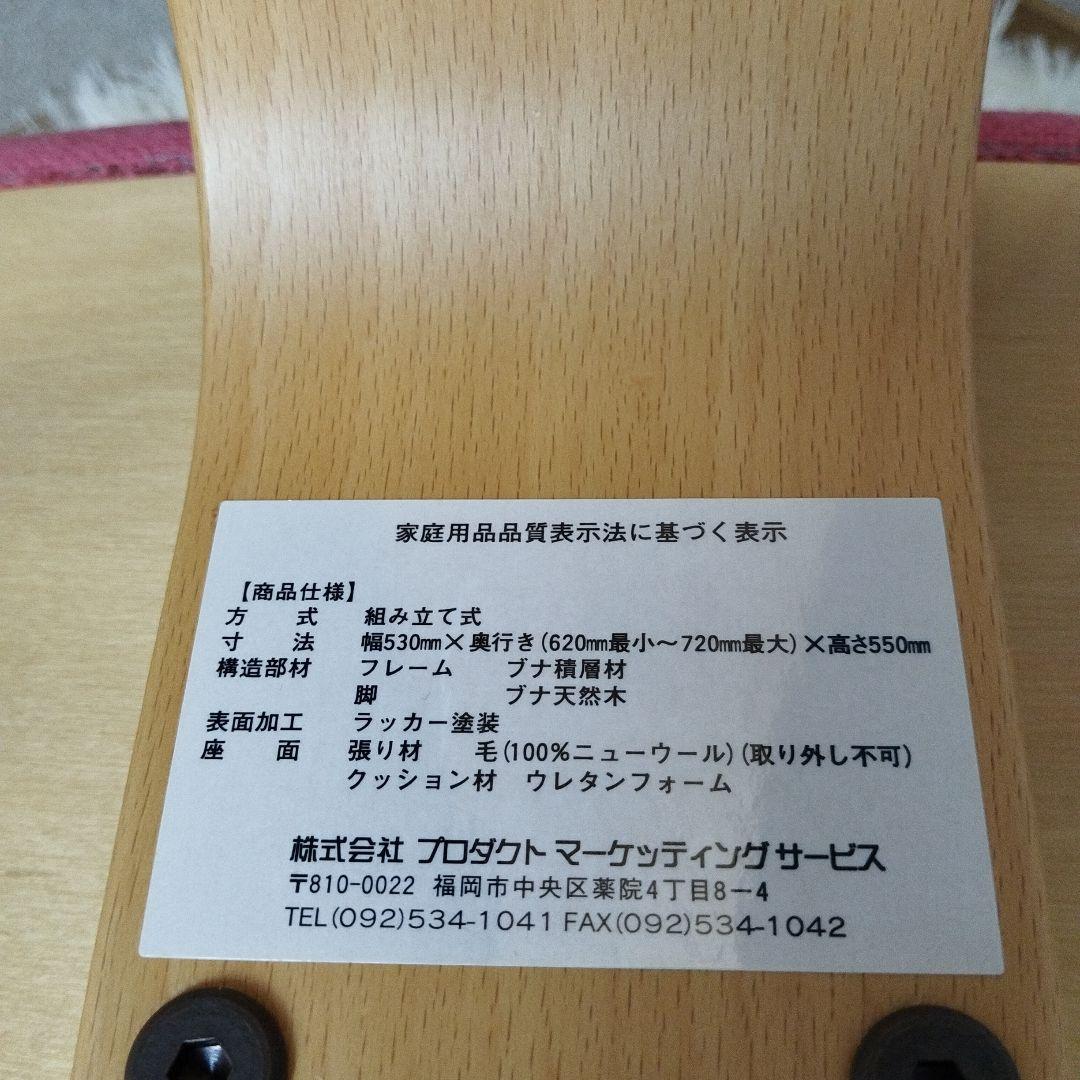 家庭用品品質表示法に基づく表示
【商品仕様】
方 式 組み立て式
寸 法 幅530㎜×奥行き(620㎜最小～720㎜最大)×高さ550㎜
構造部材 フレーム ブナ積層材
脚 ブナ天然木
表面加工 ラッカー塗装
座 面 張り材 毛(100%ニューウール)(取り外し不可)
クッション材 ウレタンフォーム
株式会社 プロダクト マーケッティング サービス
〒810-0022 福岡市中央区薬院4丁目8ー4
TEL(092)534-1041 FAX(092)534-1042